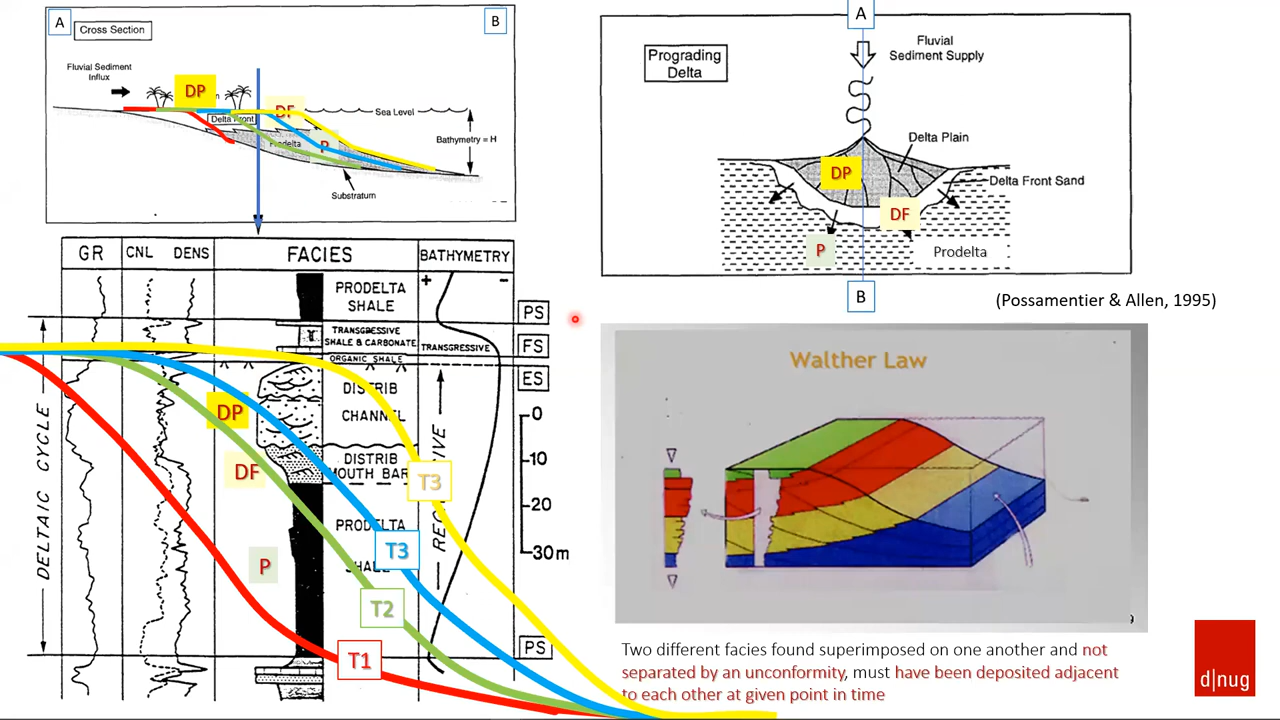 A
Cross Section
B
Fluvial Sediment
Influx
DP
DF
Delta Front
Sea Level
Prodelta
P
Bathymetry = H
Substratum
GR
CNL
DENS
FACIES
BATHYMETRY
+
-
PRODELTA
SHALE
PS
TRANSGRESSIVE
SHALE & CARBONATE
TRANSGRESSIVE
FS
ORGANIC SHALE
ES
DISTRIB
CHANNEL
DP
DISTRIB
MOUTH BAR
DF
PRODELTA
P
DELTAIC CYCLE
0
-10
-20
-30m
T3
T3
T2
T1
PS
A
Prograding
Delta
Fluvial
Sediment Supply
Delta Plain
DP
Delta Front Sand
DF
P
Prodelta
B
(Possamentier & Allen, 1995)
Walther Law
9
Two different facies found superimposed on one another and not
separated by an unconformity, must have been deposited adjacent
to each other at given point in time
d|nug